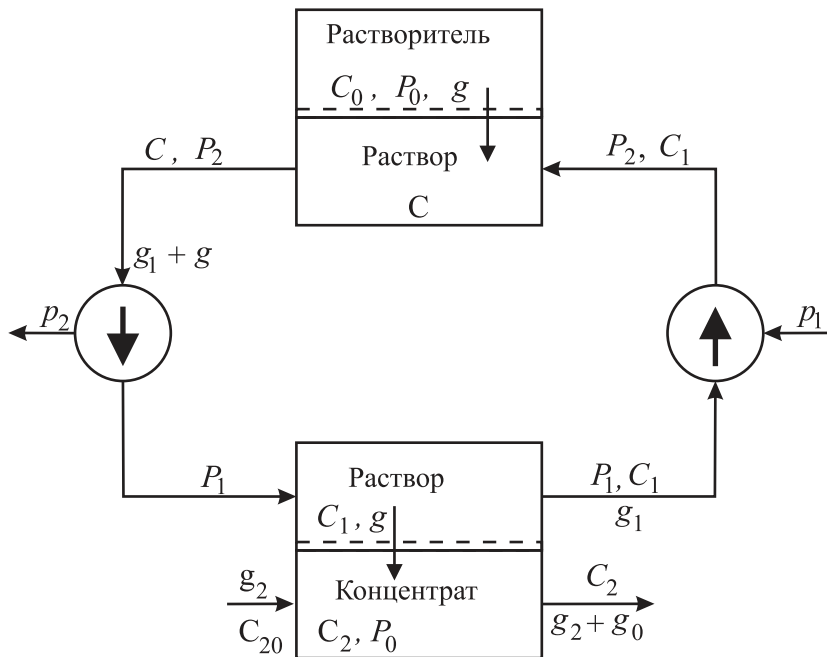 Растворитель
C₀, P₀, g
C, P₂
Раствор
P₂, C₁
C
g₁ + g
p₂
p₁
P₁
Раствор
P₁, C₁
C₁, g
g₁
g₂
Концентрат
C₂
C₂₀
C₂, P₀
g₂ + g₀